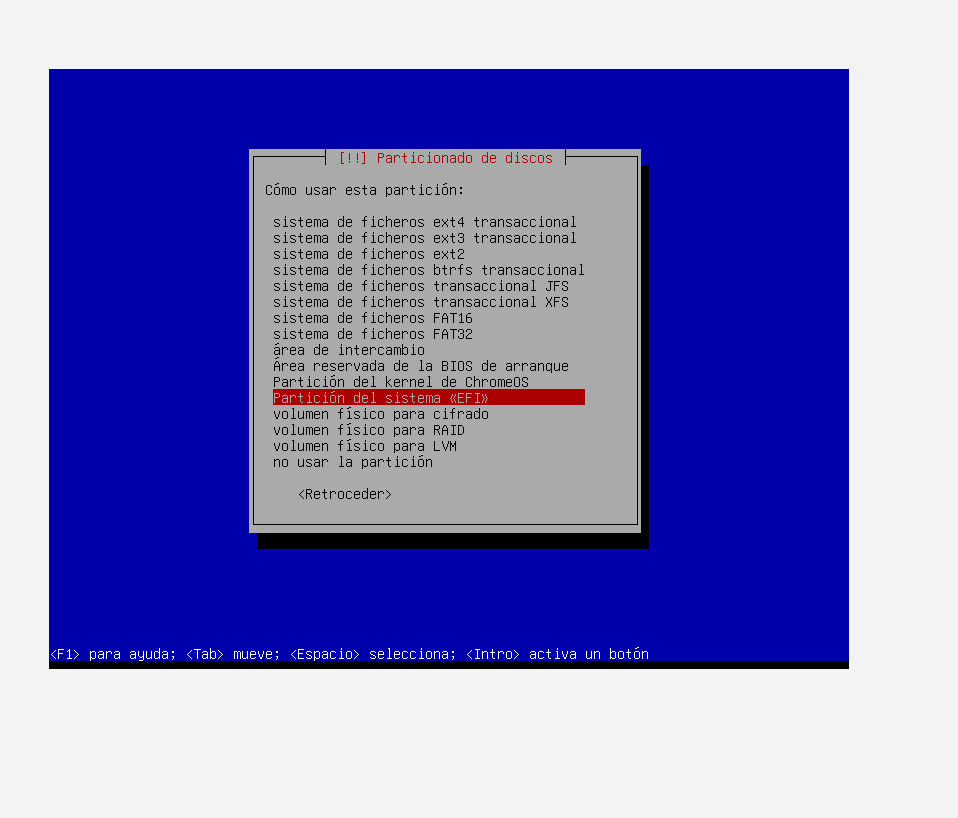 [!!] Particionado de discos
Cómo usar esta partición:
sistema de ficheros ext4 transaccional
sistema de ficheros ext3 transaccional
sistema de ficheros ext2
sistema de ficheros btrfs transaccional
sistema de ficheros transaccional JFS
sistema de ficheros transaccional XFS
sistema de ficheros FAT16
sistema de ficheros FAT32
área de intercambio
Área reservada de la BIOS de arranque
Partición del kernel de ChromeOS
Partición del sistema «EFI»
volumen físico para cifrado
volumen físico para RAID
volumen físico para LVM
no usar la partición
<Retroceder>
<F1> para ayuda; <Tab> mueve; <Espacio> selecciona; <Intro> activa un botón